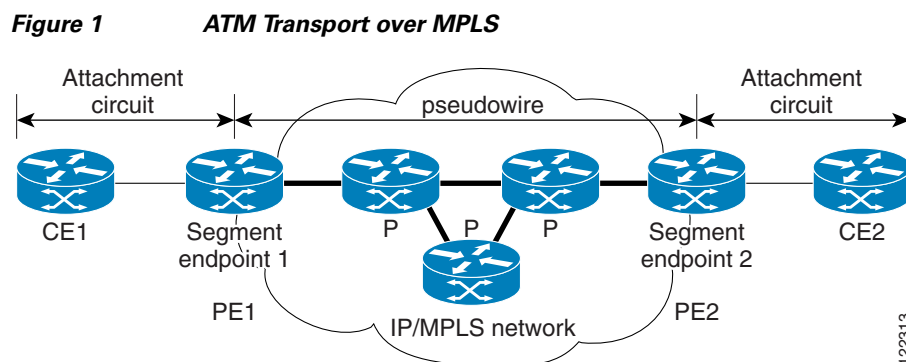 Figure 1 ATM Transport over MPLS
Attachment circuit
pseudowire
Attachment circuit
CE1
Segment endpoint 1
P
P
P
Segment endpoint 2
CE2
PE1
IP/MPLS network
PE2